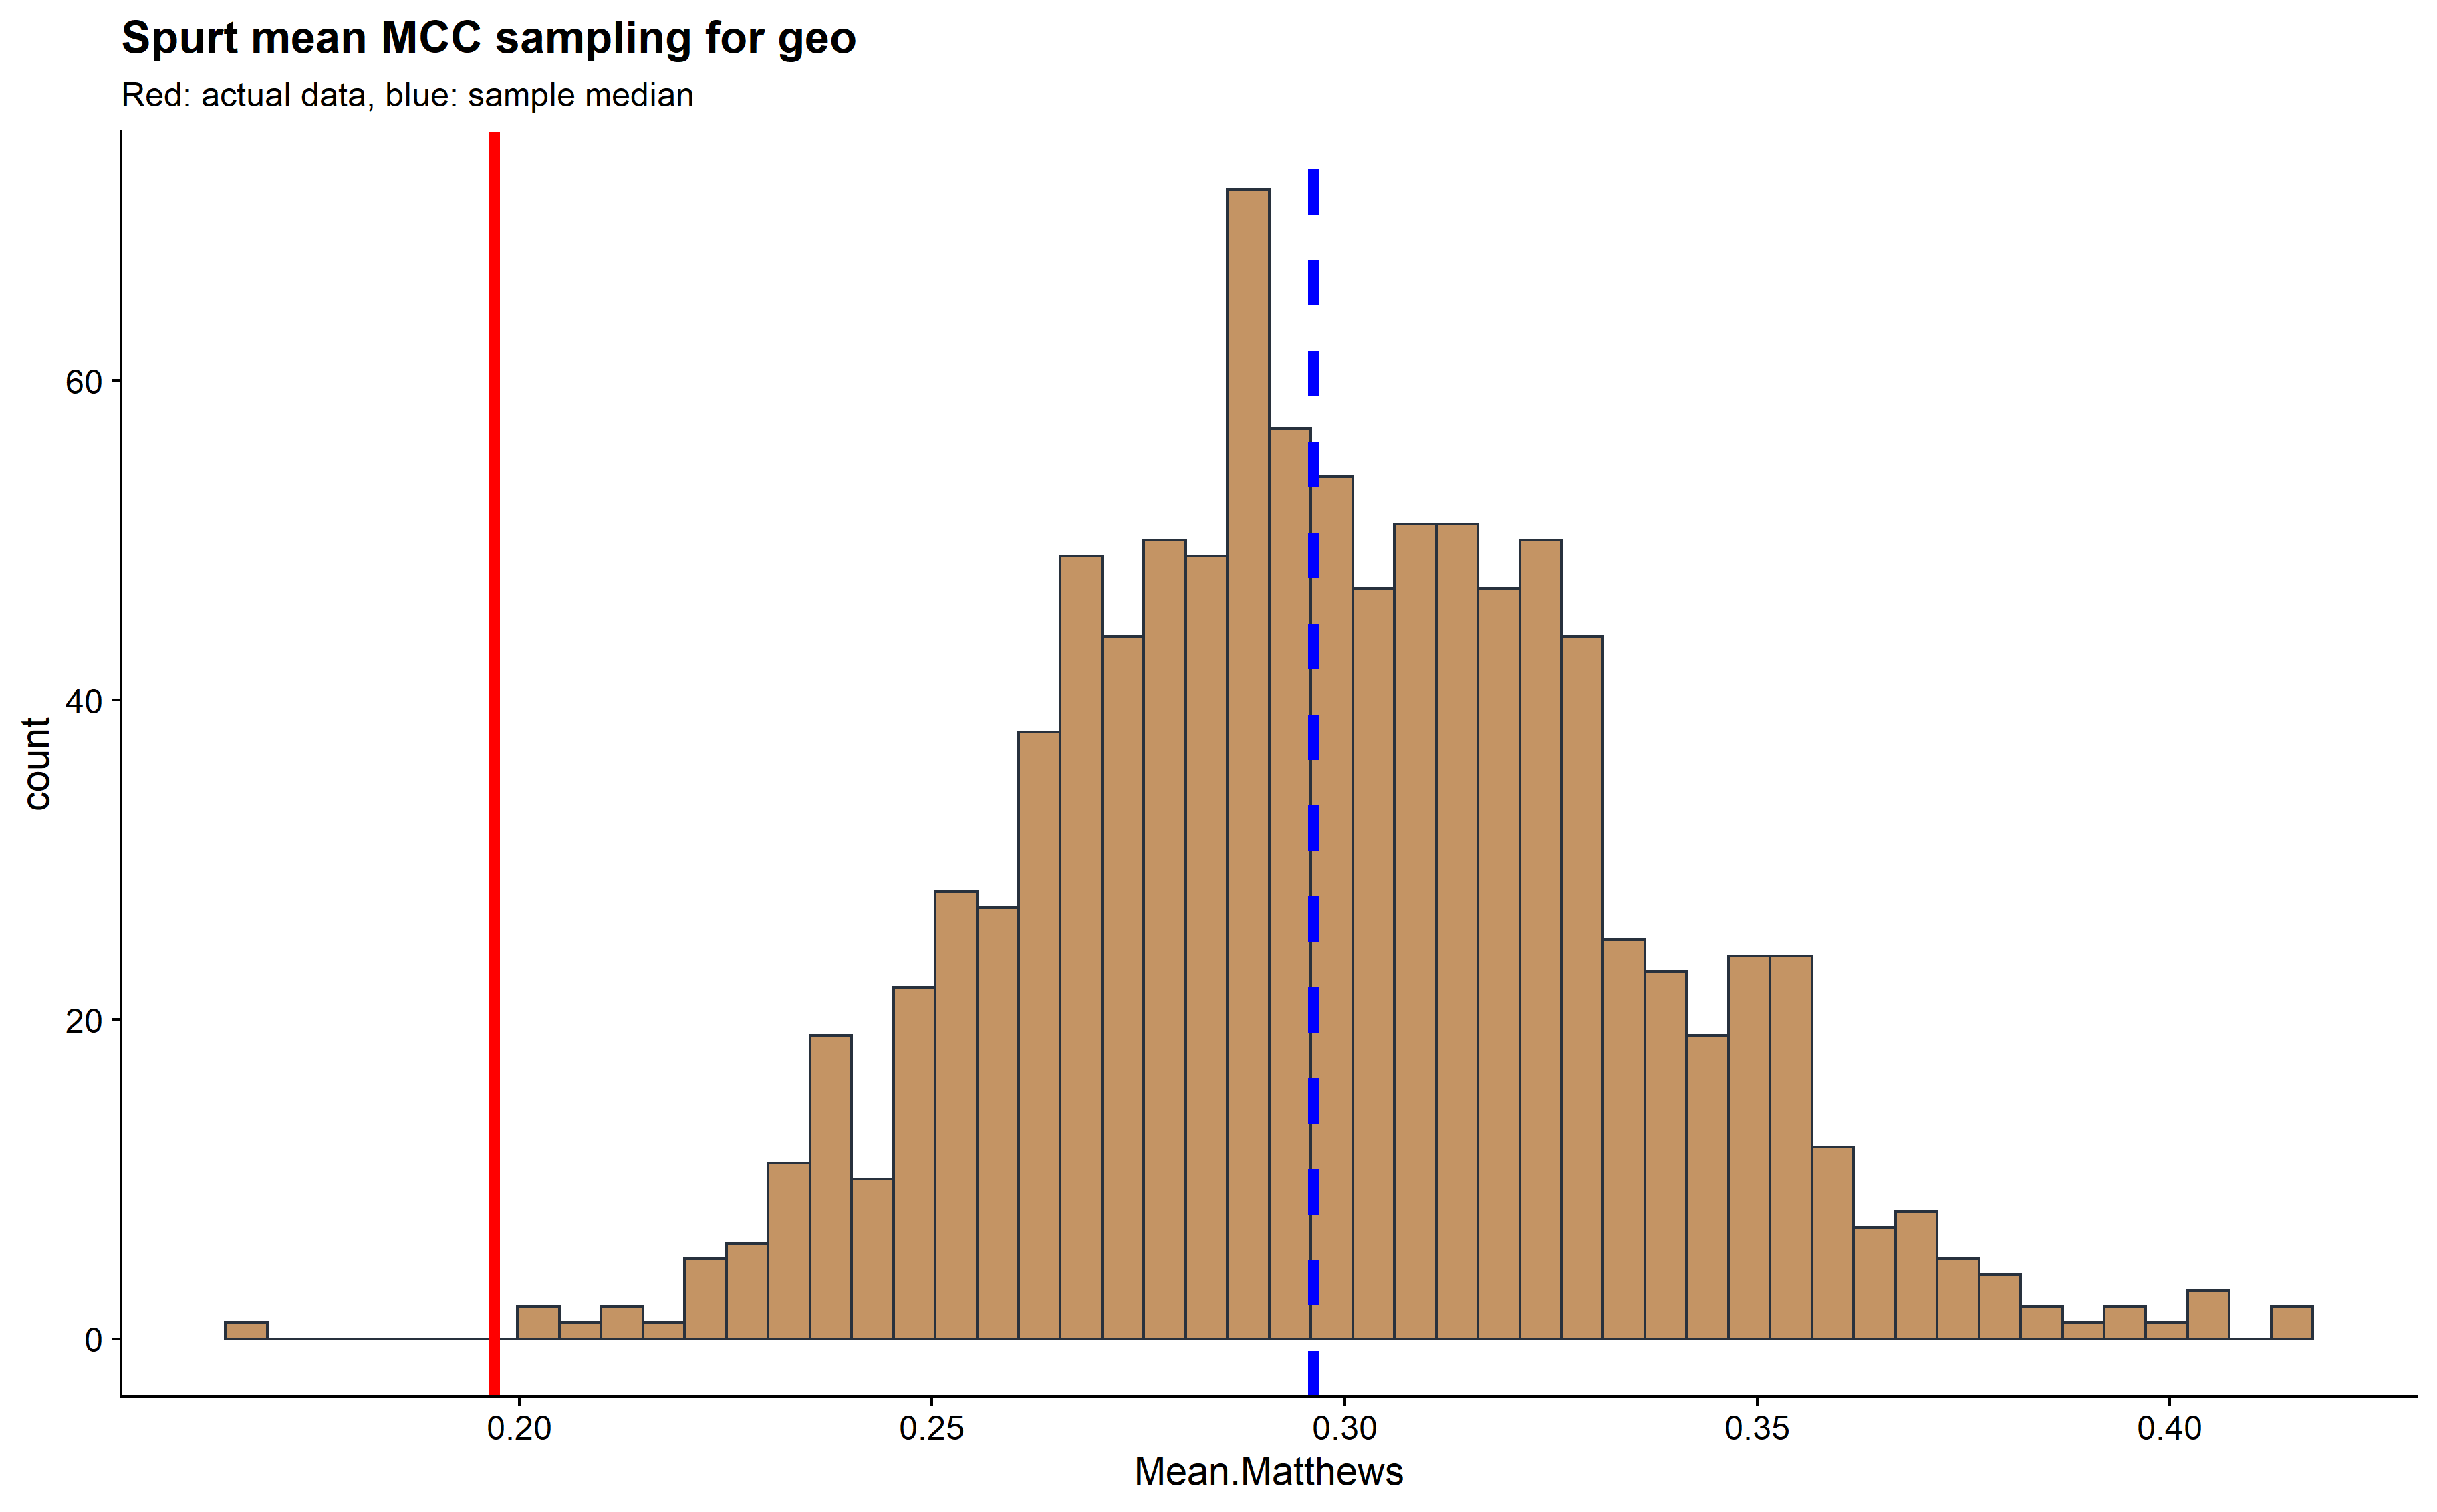 Spurt mean MCC sampling for geo
Red: actual data, blue: sample median
count
60
40
20
0
0.20 0.25 0.30 0.35 0.40
Mean.Matthews